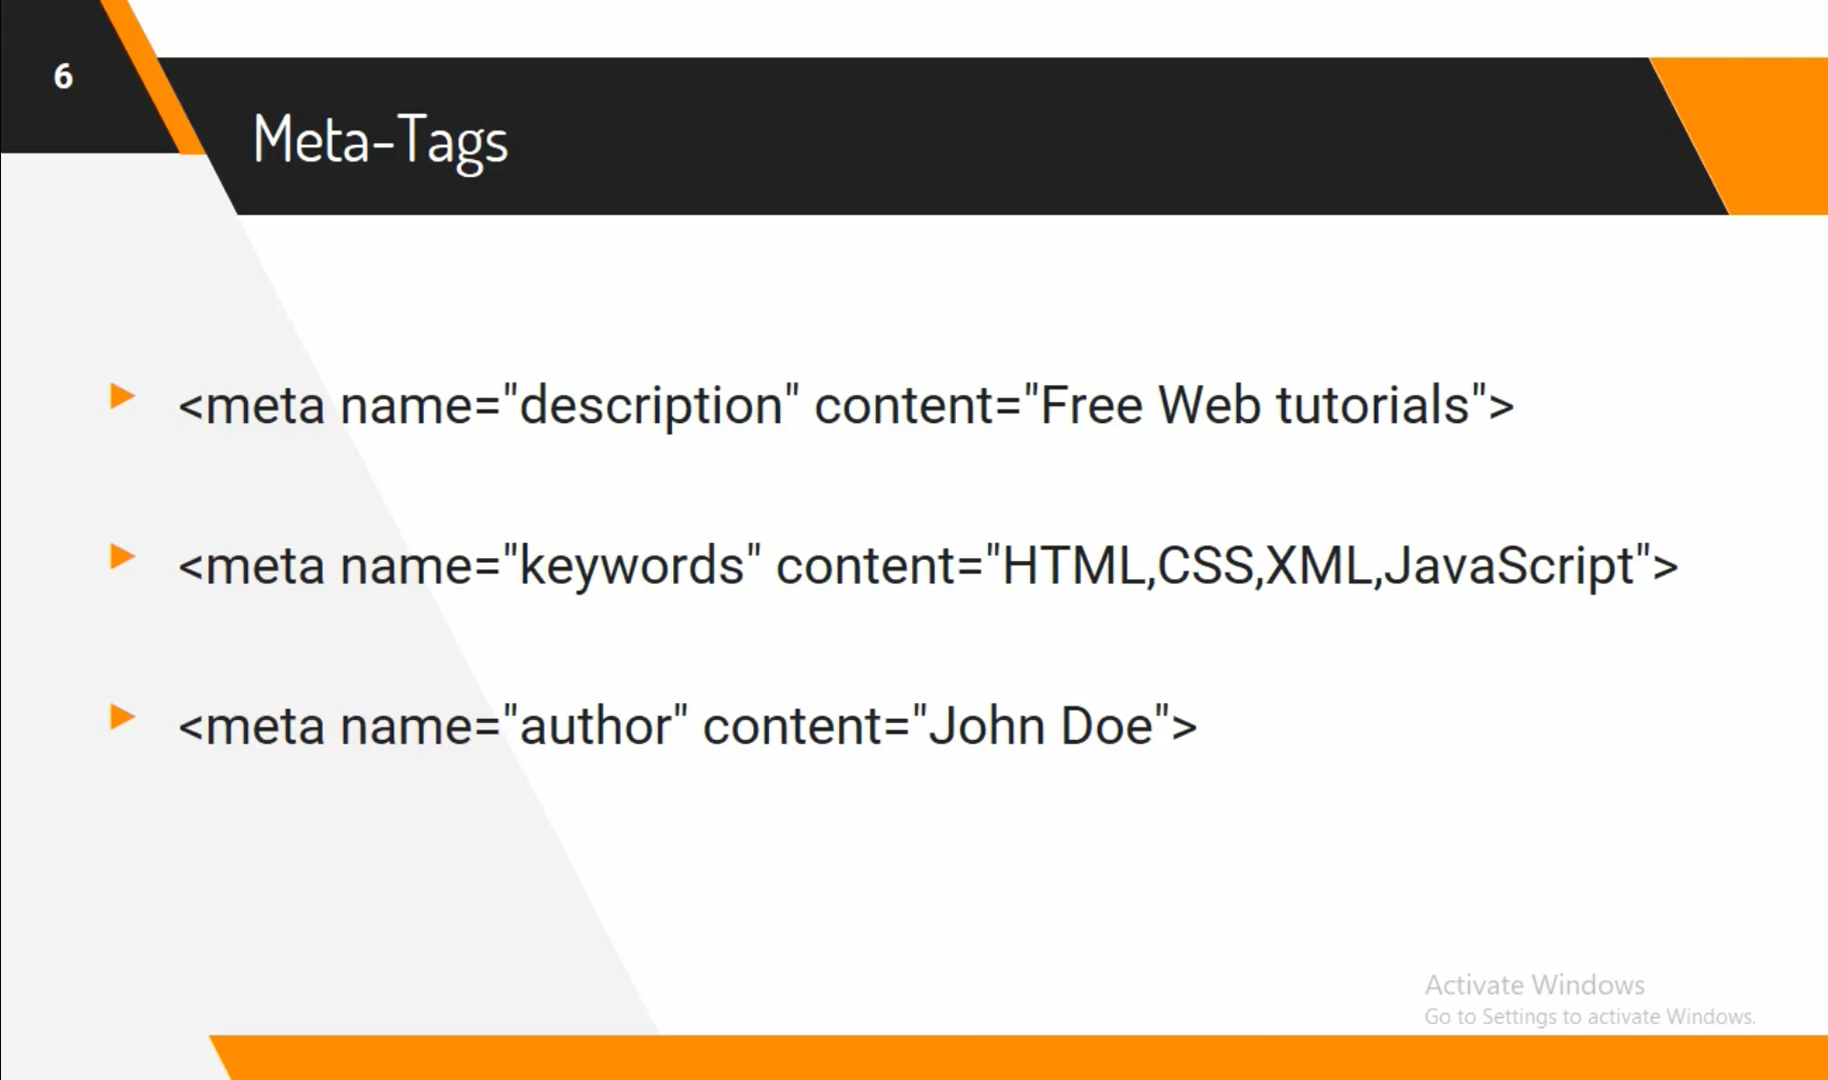 6
Meta-Tags
<meta name="description" content="Free Web tutorials">
<meta name="keywords" content="HTML,CSS,XML,JavaScript">
<meta name="author" content="John Doe">
Activate Windows
Go to Settings to activate Windows.